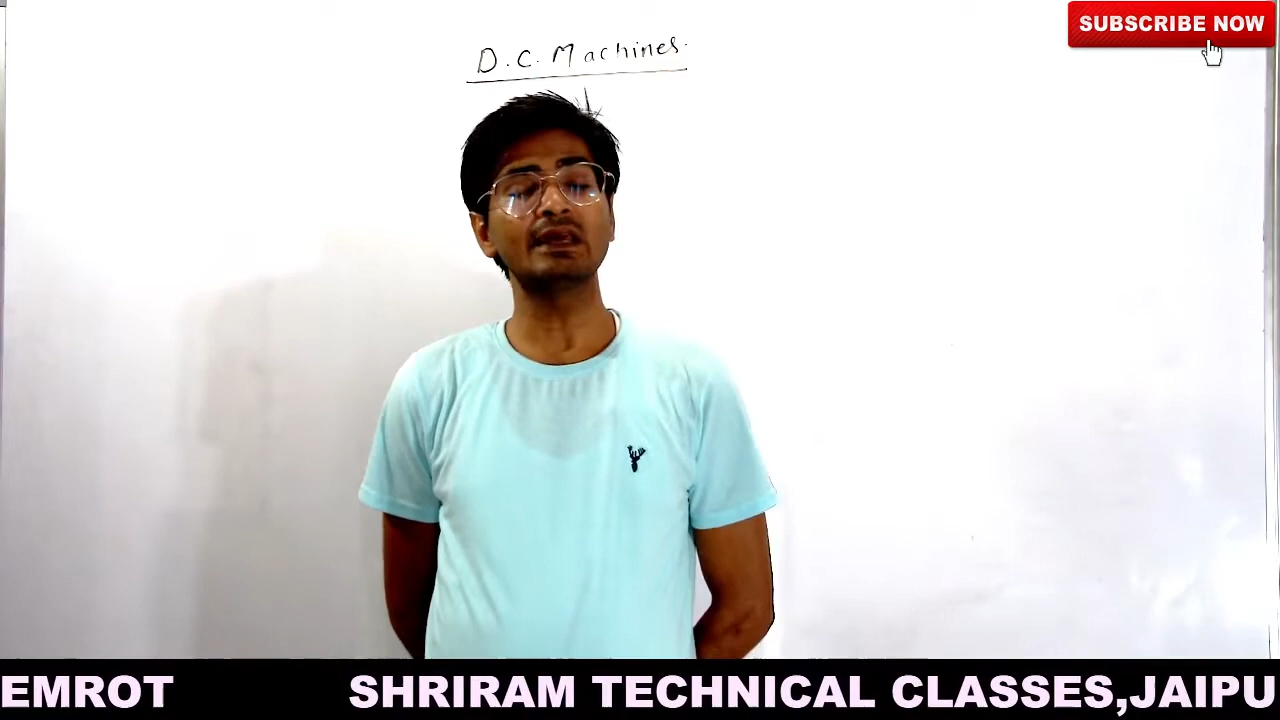 SUBSCRIBE NOW
D.C. Machines.
EMROT SHRIRAM TECHNICAL CLASSES,JAIPU